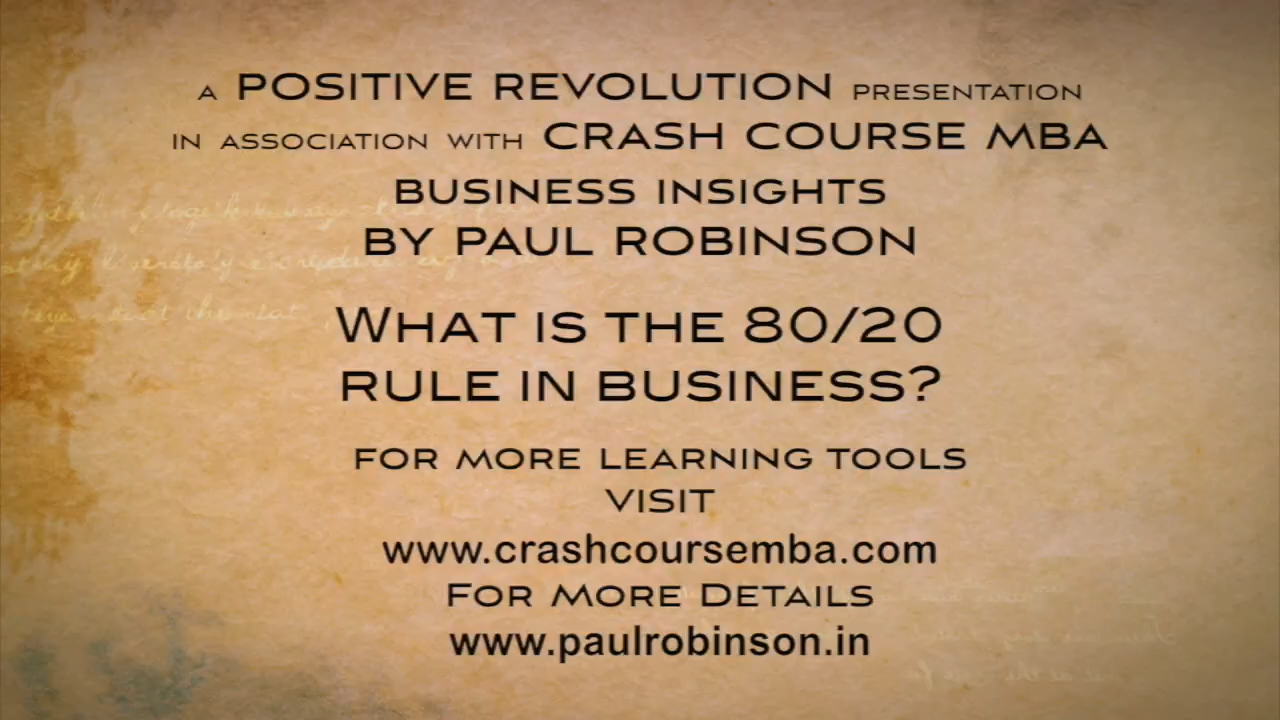 A POSITIVE REVOLUTION PRESENTATION
IN ASSOCIATION WITH CRASH COURSE MBA
BUSINESS INSIGHTS
BY PAUL ROBINSON
WHAT IS THE 80/20
RULE IN BUSINESS?
FOR MORE LEARNING TOOLS
VISIT
www.crashcoursemba.com
FOR MORE DETAILS
www.paulrobinson.in